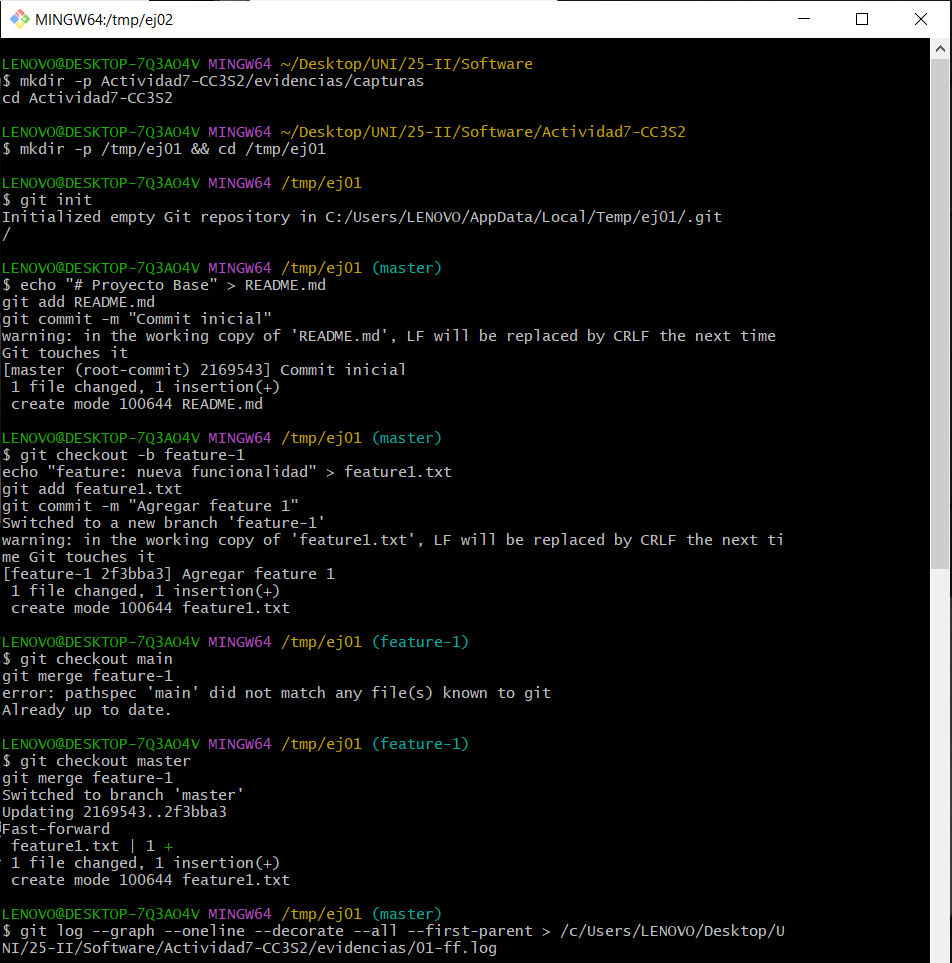 MINGW64:/tmp/ej02
LENOVO@DESKTOP-7Q3AO4V MINGW64 ~/Desktop/UNI/25-II/Software
$ mkdir -p Actividad7-CC3S2/evidencias/capturas
cd Actividad7-CC3S2
LENOVO@DESKTOP-7Q3AO4V MINGW64 ~/Desktop/UNI/25-II/Software/Actividad7-CC3S2
$ mkdir -p /tmp/ej01 && cd /tmp/ej01
LENOVO@DESKTOP-7Q3AO4V MINGW64 /tmp/ej01
$ git init
Initialized empty Git repository in C:/Users/LENOVO/AppData/Local/Temp/ej01/.git
/
LENOVO@DESKTOP-7Q3AO4V MINGW64 /tmp/ej01 (master)
$ echo "# Proyecto Base" > README.md
git add README.md
git commit -m "Commit inicial"
warning: in the working copy of 'README.md', LF will be replaced by CRLF the next time
Git touches it
[master (root-commit) 2169543] Commit inicial
1 file changed, 1 insertion(+)
create mode 100644 README.md
LENOVO@DESKTOP-7Q3AO4V MINGW64 /tmp/ej01 (master)
$ git checkout -b feature-1
echo "feature: nueva funcionalidad" > feature1.txt
git add feature1.txt
git commit -m "Agregar feature 1"
Switched to a new branch 'feature-1'
warning: in the working copy of 'feature1.txt', LF will be replaced by CRLF the next ti
me Git touches it
[feature-1 2f3bba3] Agregar feature 1
1 file changed, 1 insertion(+)
create mode 100644 feature1.txt
LENOVO@DESKTOP-7Q3AO4V MINGW64 /tmp/ej01 (feature-1)
$ git checkout main
git merge feature-1
error: pathspec 'main' did not match any file(s) known to git
Already up to date.
LENOVO@DESKTOP-7Q3AO4V MINGW64 /tmp/ej01 (feature-1)
$ git checkout master
git merge feature-1
Switched to branch 'master'
Updating 2169543..2f3bba3
Fast-forward
feature1.txt | 1 +
1 file changed, 1 insertion(+)
create mode 100644 feature1.txt
LENOVO@DESKTOP-7Q3AO4V MINGW64 /tmp/ej01 (master)
$ git log --graph --oneline --decorate --all --first-parent > /c/Users/LENOVO/Desktop/U
NI/25-II/Software/Actividad7-CC3S2/evidencias/01-ff.log